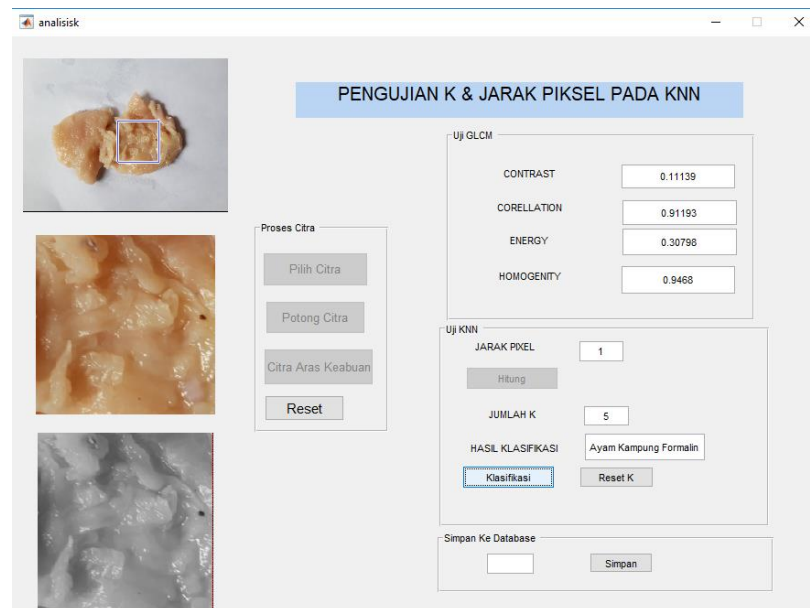 analisisk
PENGUJIAN K & JARAK PIKSEL PADA KNN
Proses Citra
Pilih Citra
Potong Citra
Citra Aras Keabuan
Reset
Uji GLCM
CONTRAST 0.11139
CORELLATION 0.91193
ENERGY 0.30798
HOMOGENITY 0.9468
Uji KNN
JARAK PIXEL 1
Hitung
JUMLAH K 5
HASIL KLASIFIKASI Ayam Kampung Formalin
Klasifikasi Reset K
Simpan Ke Database
Simpan